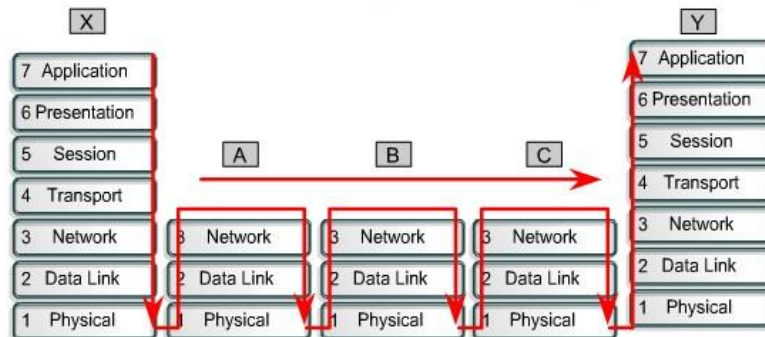 X
7 Application
6 Presentation
5 Session
4 Transport
3 Network
2 Data Link
1 Physical
A
3 Network
2 Data Link
1 Physical
B
3 Network
2 Data Link
1 Physical
C
3 Network
2 Data Link
1 Physical
Y
7 Application
6 Presentation
5 Session
4 Transport
3 Network
2 Data Link
1 Physical